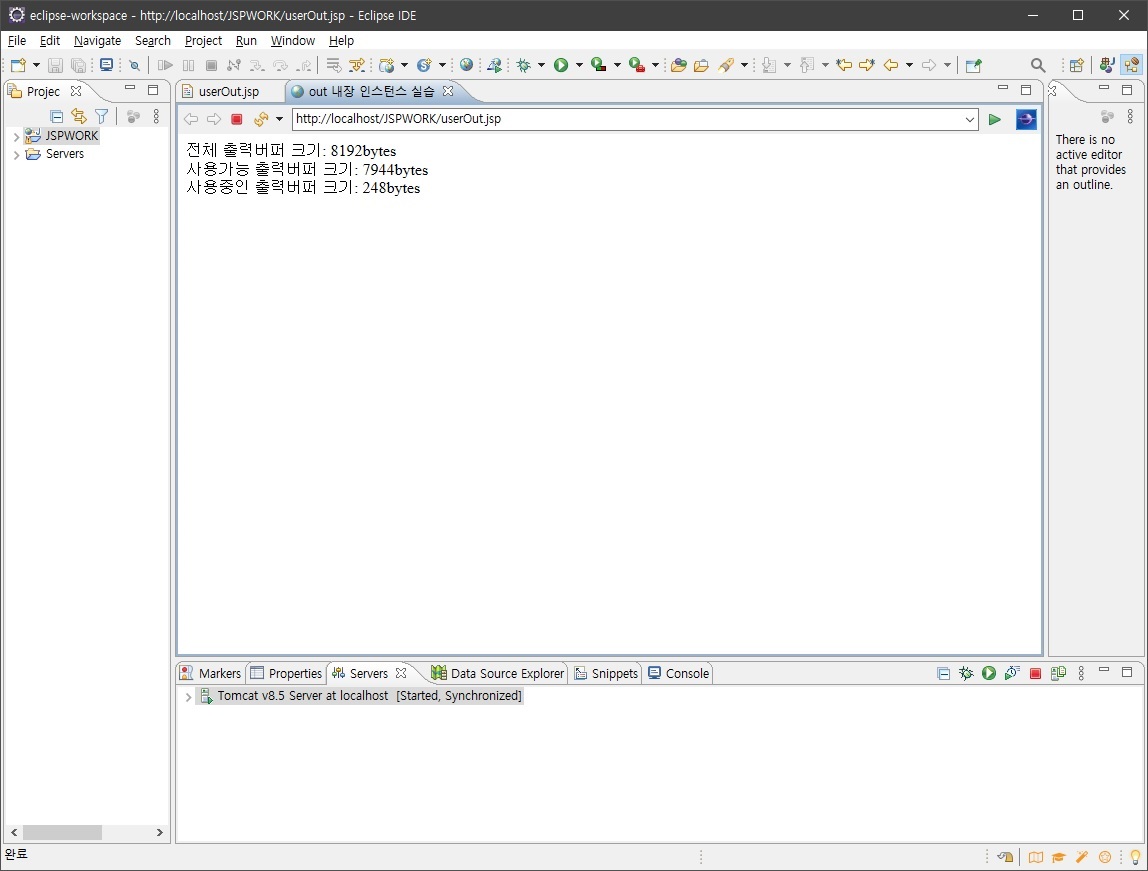 eclipse-workspace - http://localhost/JSPWORK/userOut.jsp - Eclipse IDE
File Edit Navigate Search Project Run Window Help
Projec
JSPWORK
Servers
userOut.jsp
out 내장 인스턴스 실습
http://localhost/JSPWORK/userOut.jsp
전체 출력버퍼 크기: 8192bytes
사용가능 출력버퍼 크기: 7944bytes
사용중인 출력버퍼 크기: 248bytes
There is no
active editor
that provides
an outline.
Markers Properties Servers Data Source Explorer Snippets Console
Tomcat v8.5 Server at localhost [Started, Synchronized]
완료